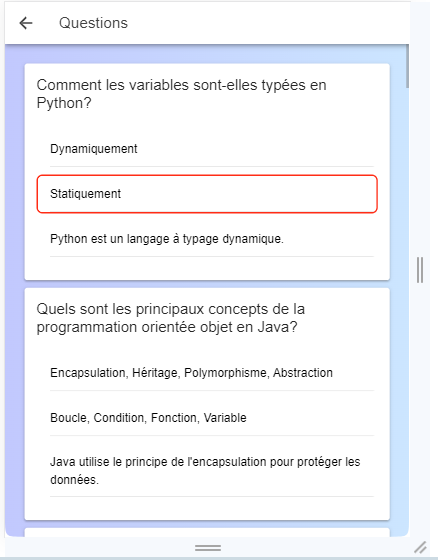 Questions
Comment les variables sont-elles typées en
Python?
Dynamiquement
Statiquement
Python est un langage à typage dynamique.
Quels sont les principaux concepts de la
programmation orientée objet en Java?
Encapsulation, Héritage, Polymorphisme, Abstraction
Boucle, Condition, Fonction, Variable
Java utilise le principe de l'encapsulation pour protéger les
données.